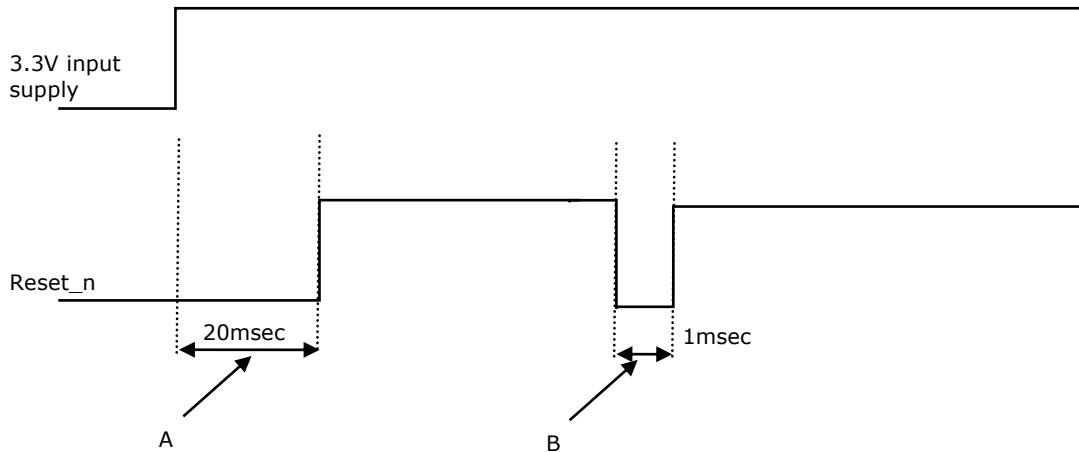 3.3V input
supply
Reset_n
20msec
1msec
A
B